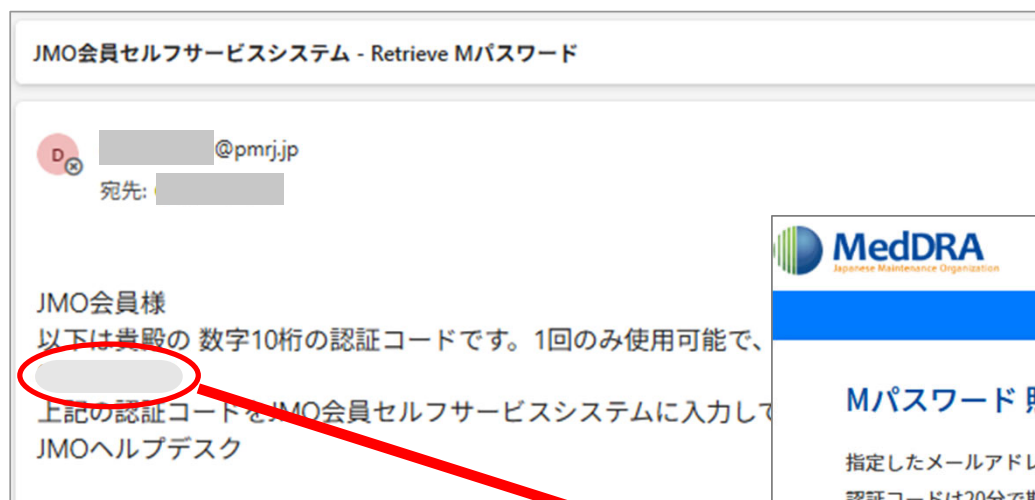 JMO会員セルフサービスシステム - Retrieve Mパスワード
D
@pmrj.jp
宛先:
JMO会員様
以下は貴殿の 数字10桁の認証コードです。1回のみ使用可能で、
上記の認証コードをJMO会員セルフサービスシステムに入力して
JMOヘルプデスク
MedDRA
Japanese Maintenance Organization
Mパスワード
指定したメールアドレ
認証コードは20分で